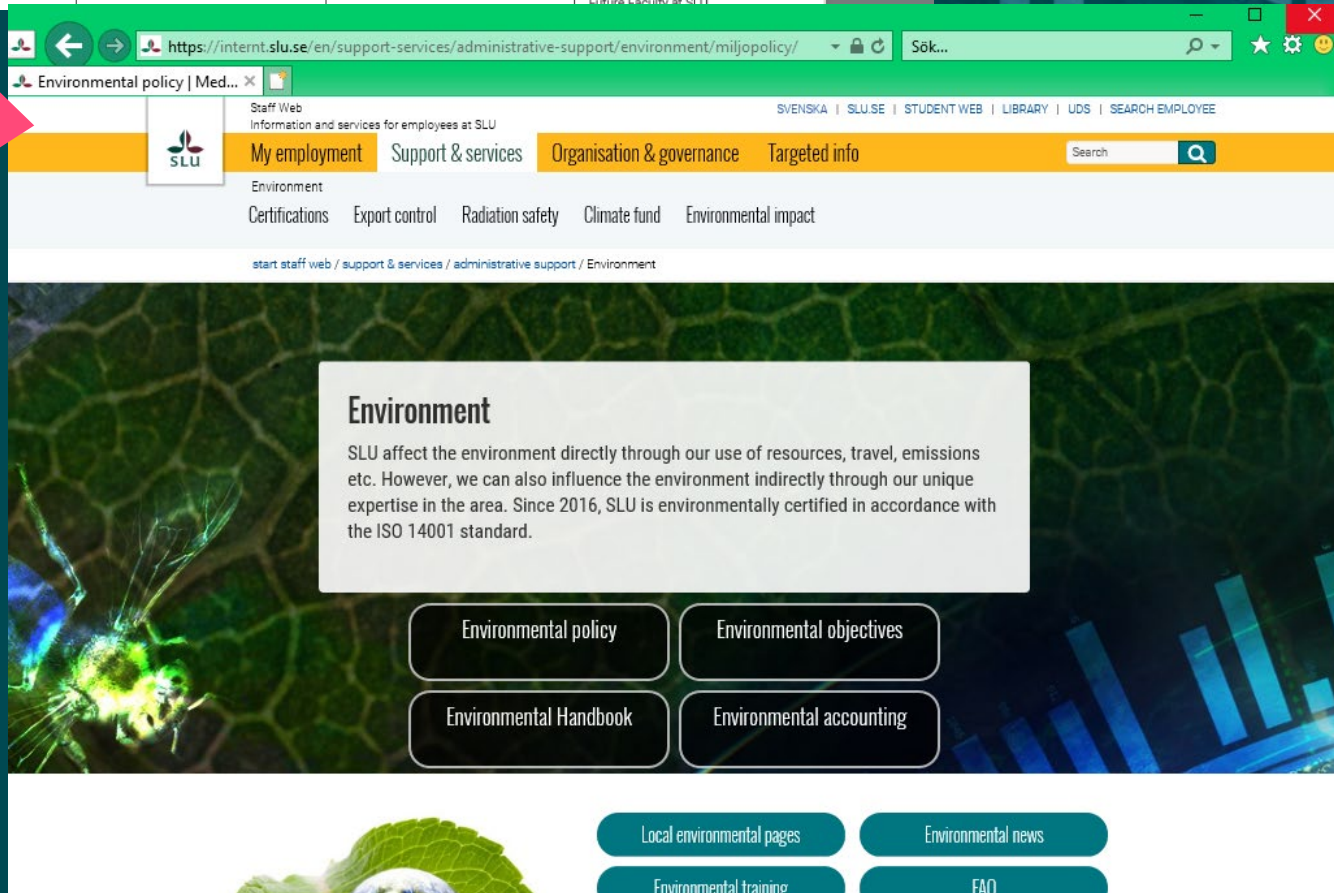 Future Faculty at SLU
https://internt.slu.se/en/support-services/administrative-support/environment/miljopolicy/
Sök...
Environmental policy | Med...
Staff Web
Information and services for employees at SLU
SVENSKA | SLU.SE | STUDENT WEB | LIBRARY | UDS | SEARCH EMPLOYEE
SLU
My employment Support & services Organisation & governance Targeted info
Search
Environment
Certifications Export control Radiation safety Climate fund Environmental impact
start staff web / support & services / administrative support / Environment
Environment
SLU affect the environment directly through our use of resources, travel, emissions
etc. However, we can also influence the environment indirectly through our unique
expertise in the area. Since 2016, SLU is environmentally certified in accordance with
the ISO 14001 standard.
Environmental policy Environmental objectives
Environmental Handbook Environmental accounting
Local environmental pages Environmental news
Environmental training FAQ